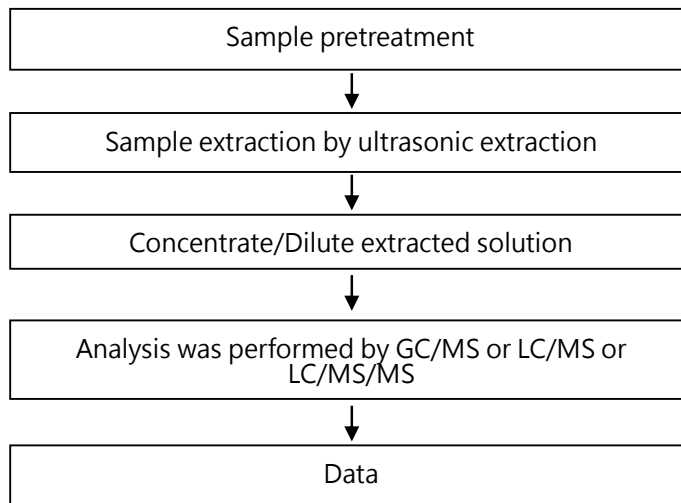 Sample pretreatment
Sample extraction by ultrasonic extraction
Concentrate/Dilute extracted solution
Analysis was performed by GC/MS or LC/MS or
LC/MS/MS
Data